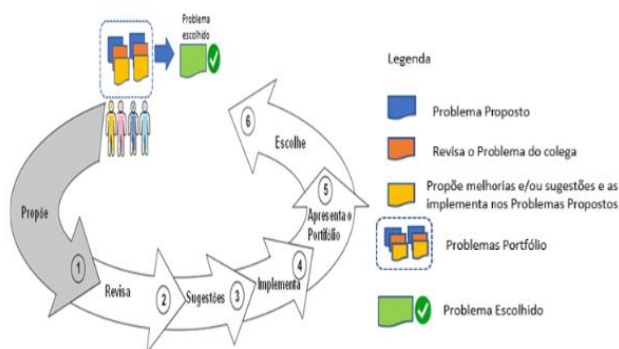 Problema
escolhido
Propõe
1
Revisa
2
Sugestões
3
Implementa
4
Apresenta o
Portfólio
5
Escolhe
6
Legenda
Problema Proposto
Revisa o Problema do colega
Propõe melhorias e/ou sugestões e as
implementa nos Problemas Propostos
Problemas Portfólio
Problema Escolhido